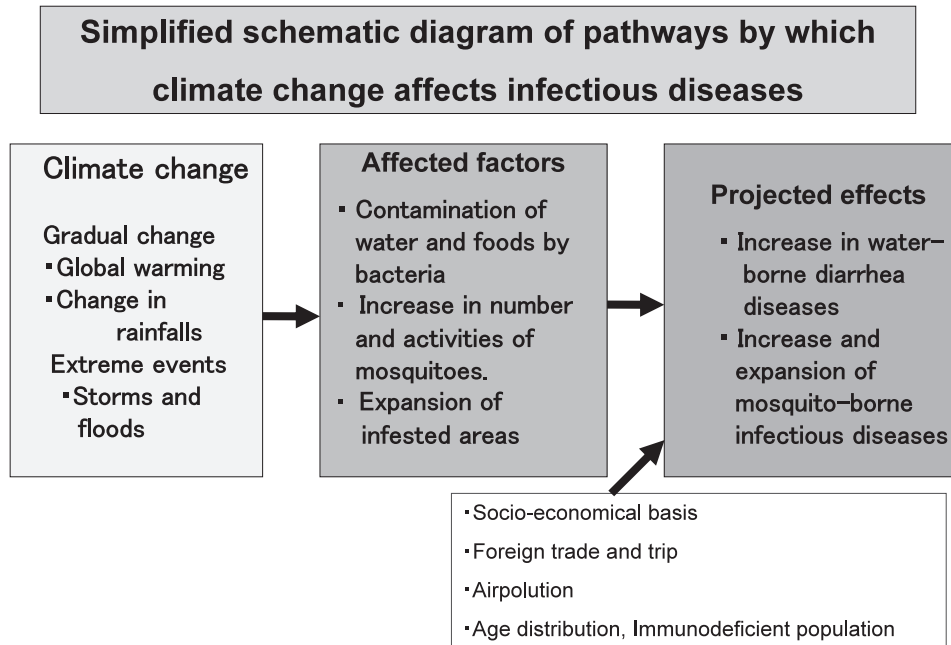 Simplified schematic diagram of pathways by which
climate change affects infectious diseases
Climate change
Gradual change
・Global warming
・Change in
rainfalls
Extreme events
・Storms and
floods
Affected factors
・Contamination of
water and foods by
bacteria
・Increase in number
and activities of
mosquitoes.
・Expansion of
infested areas
Projected effects
・Increase in water-
borne diarrhea
diseases
・Increase and
expansion of
mosquito-borne
infectious diseases
・Socio-economical basis
・Foreign trade and trip
・Airpolution
・Age distribution, Immunodeficient population